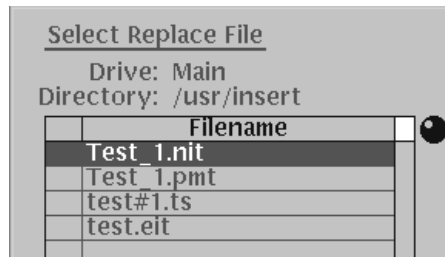 Select Replace File
Drive: Main
Directory: /usr/insert
Filename
Test_1.nit
Test_1.pmt
test#1.ts
test.eit